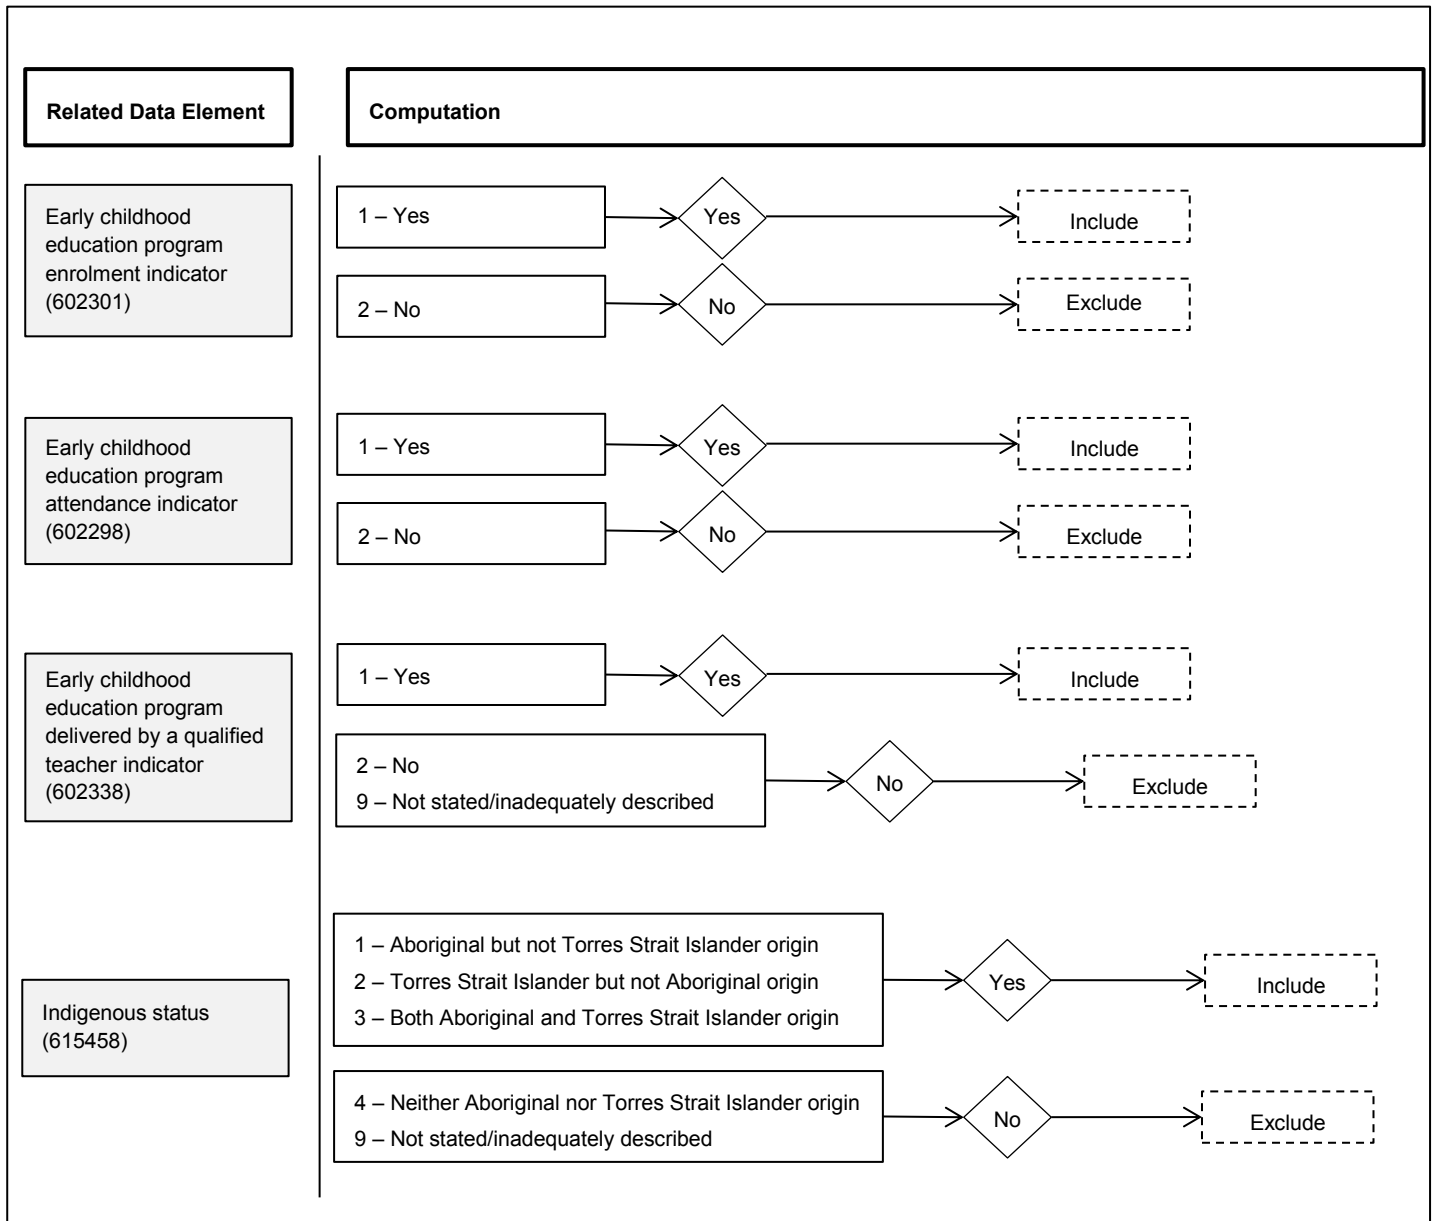 Related Data Element
Computation
Early childhood
education program
enrolment indicator
(602301)
1 – Yes
Yes
Include
2 – No
No
Exclude
Early childhood
education program
attendance indicator
(602298)
1 – Yes
Yes
Include
2 – No
No
Exclude
Early childhood
education program
delivered by a qualified
teacher indicator
(602338)
1 – Yes
Yes
Include
2 – No
9 – Not stated/inadequately described
No
Exclude
Indigenous status
(615458)
1 – Aboriginal but not Torres Strait Islander origin
2 – Torres Strait Islander but not Aboriginal origin
3 – Both Aboriginal and Torres Strait Islander origin
Yes
Include
4 – Neither Aboriginal nor Torres Strait Islander origin
9 – Not stated/inadequately described
No
Exclude